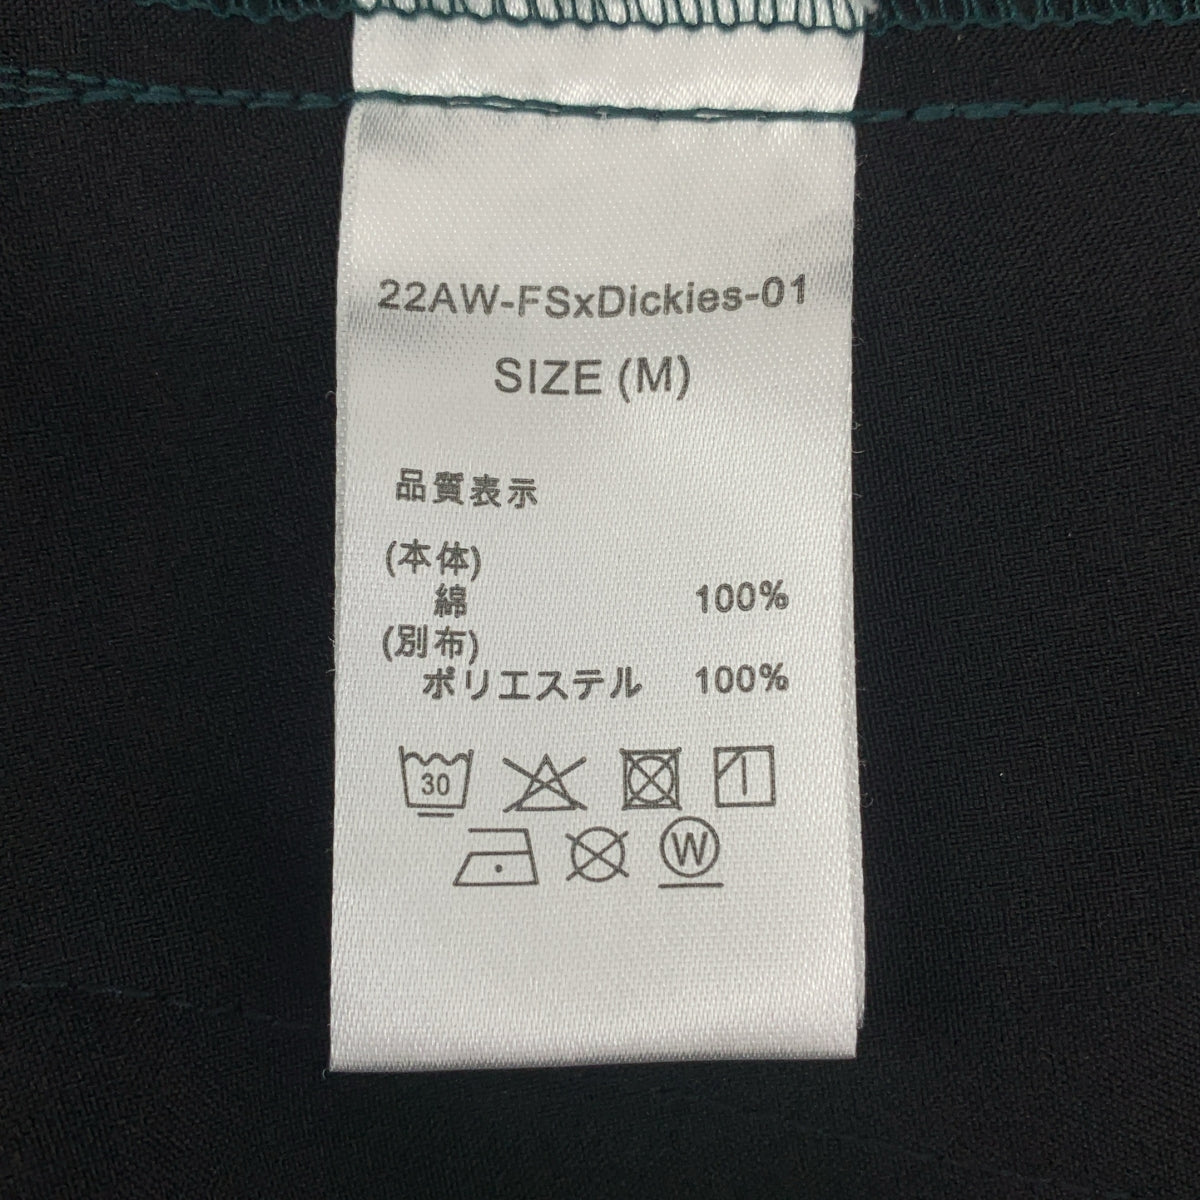 22AW-FSxDickies-01
SIZE (M)
品質表示
(本体)
綿 100%
(別布)
ポリエステル 100%
30
W